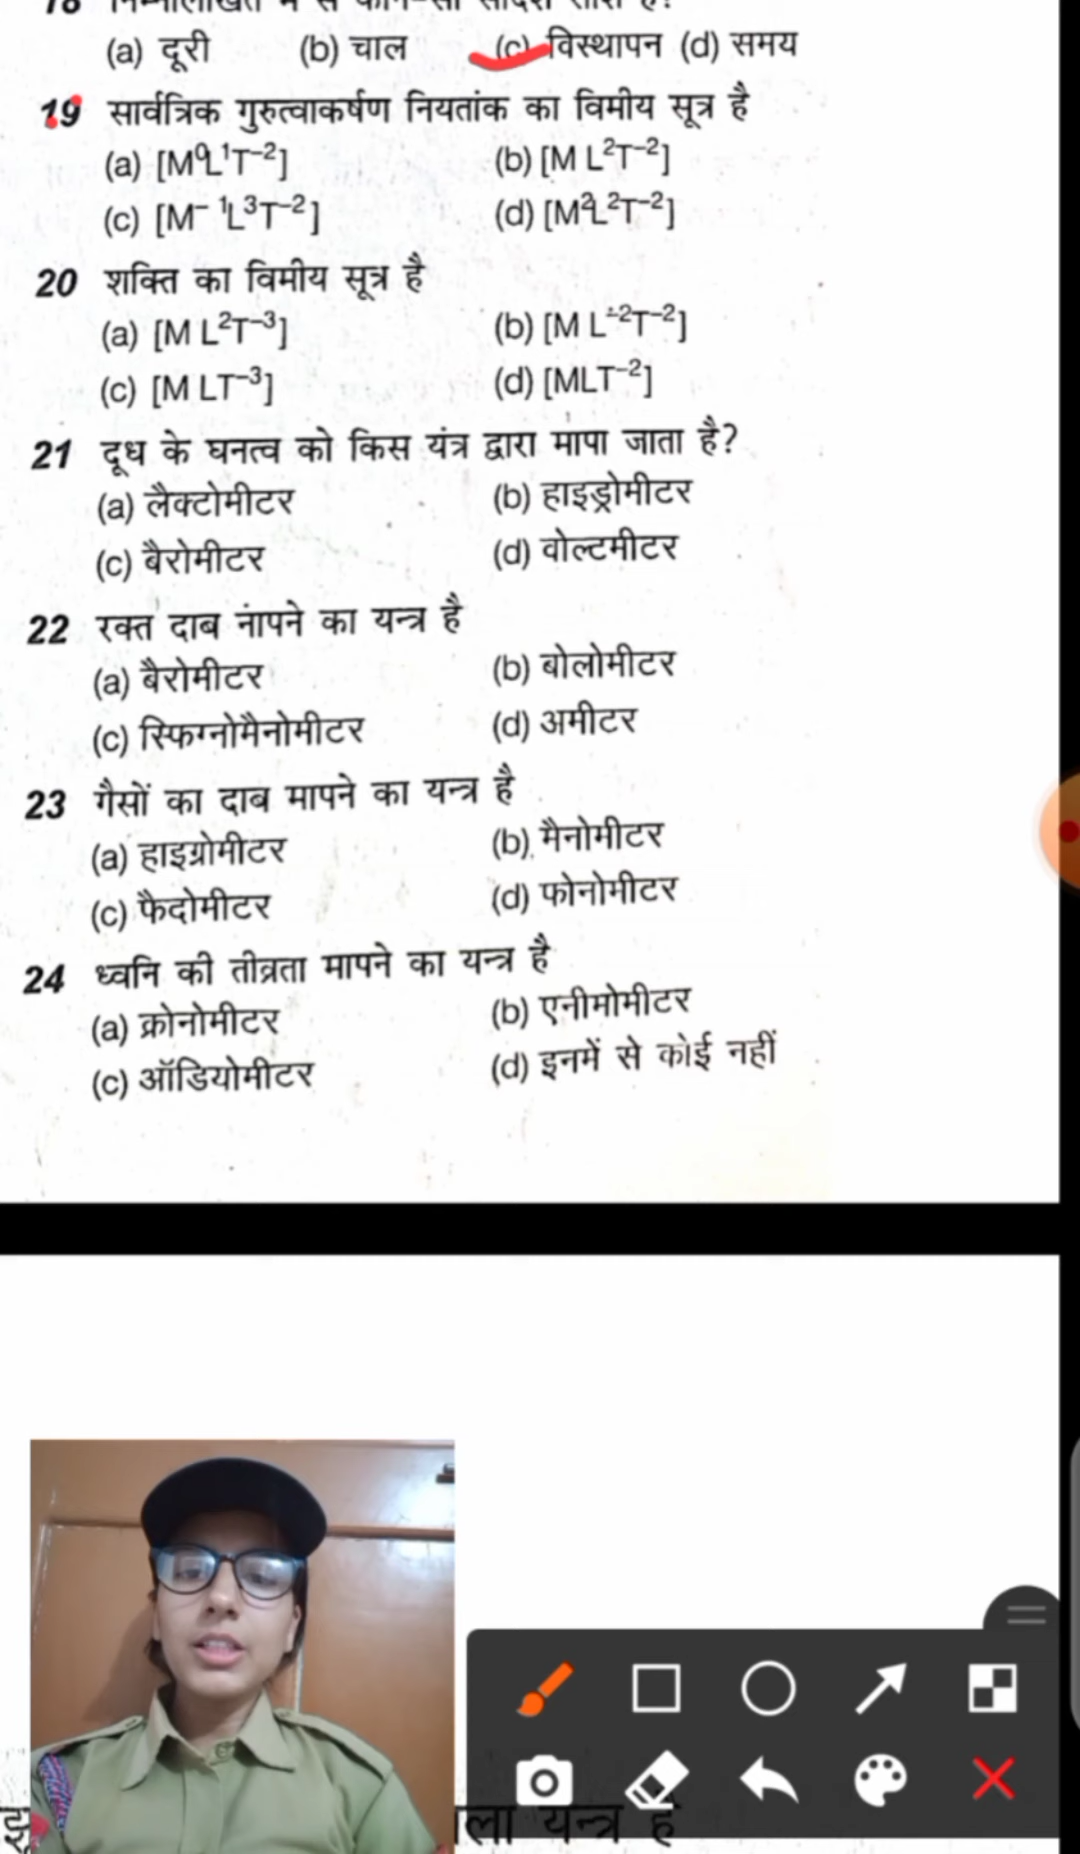 18 निम्नलिखित में से कौन-सी सदिश राशि है?
(a) दूरी (b) चाल (c) विस्थापन (d) समय
19 सार्वत्रिक गुरुत्वाकर्षण नियतांक का विमीय सूत्र है
(a) [M⁰L¹T⁻²] (b) [M L²T⁻²]
(c) [M⁻¹L³T⁻²] (d) [M²L²T⁻²]
20 शक्ति का विमीय सूत्र है
(a) [M L²T⁻³] (b) [M L⁻²T⁻²]
(c) [M LT⁻³] (d) [MLT⁻²]
21 दूध के घनत्व को किस यंत्र द्वारा मापा जाता है?
(a) लैक्टोमीटर (b) हाइड्रोमीटर
(c) बैरोमीटर (d) वोल्टमीटर
22 रक्त दाब नांपने का यन्त्र है
(a) बैरोमीटर (b) बोलोमीटर
(c) स्फिग्नोमैनोमीटर (d) अमीटर
23 गैसों का दाब मापने का यन्त्र है
(a) हाइग्रोमीटर (b) मैनोमीटर
(c) फैदोमीटर (d) फोनोमीटर
24 ध्वनि की तीव्रता मापने का यन्त्र है
(a) क्रोनोमीटर (b) एनीमोमीटर
(c) ऑडियोमीटर (d) इनमें से कोई नहीं
यन्त्र है